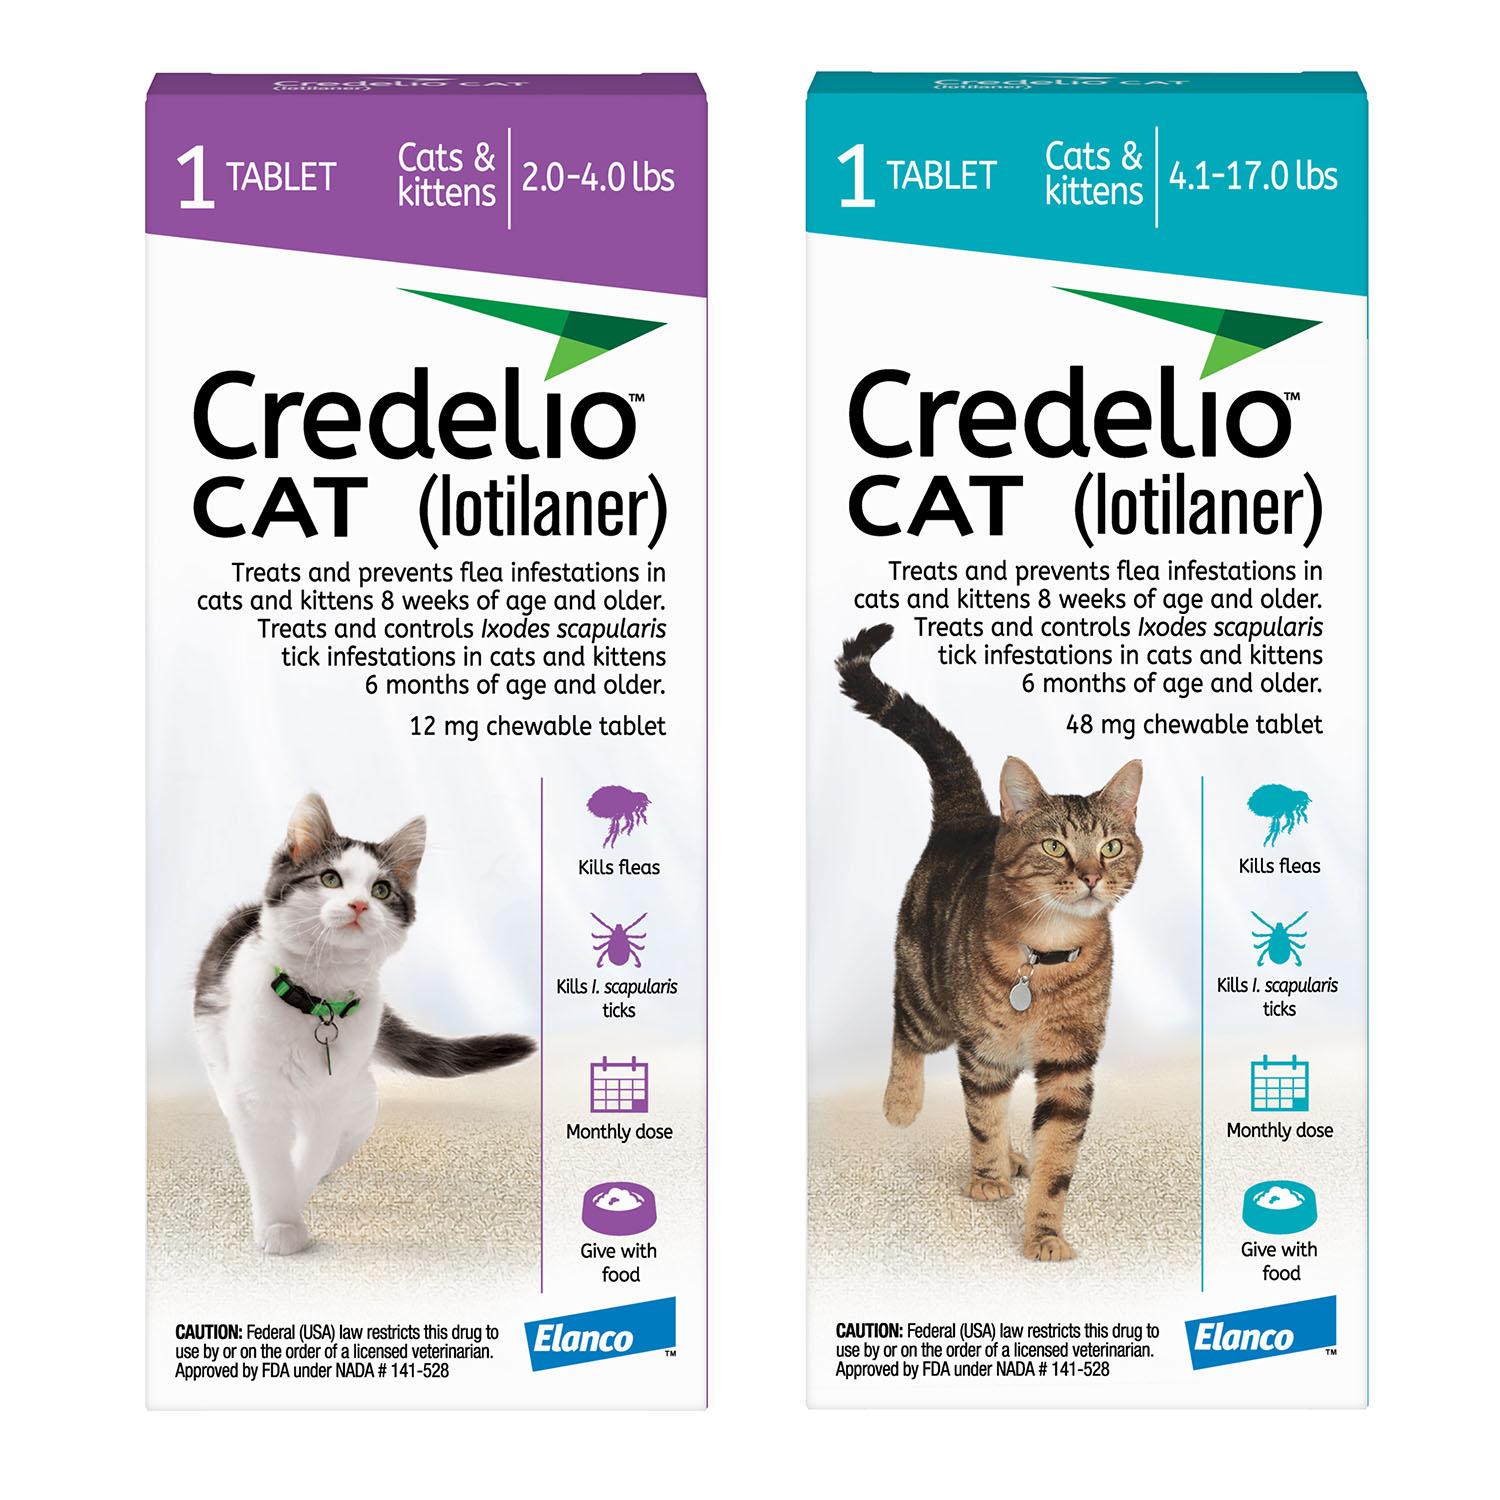 Credelio CAT
(lotilaner)
1 TABLET
Cats &
kittens
2.0-4.0 lbs
Credelio™
CAT (lotilaner)
Treats and prevents flea infestations in
cats and kittens 8 weeks of age and older.
Treats and controls Ixodes scapularis
tick infestations in cats and kittens
6 months of age and older.
12 mg chewable tablet
Kills fleas
Kills I. scapularis
ticks
Monthly dose
Give with
food
CAUTION: Federal (USA) law restricts this drug to
use by or on the order of a licensed veterinarian.
Approved by FDA under NADA # 141-528
Elanco™
Credelio CAT
(lotilaner)
1 TABLET
Cats &
kittens
4.1-17.0 lbs
Credelio™
CAT (lotilaner)
Treats and prevents flea infestations in
cats and kittens 8 weeks of age and older.
Treats and controls Ixodes scapularis
tick infestations in cats and kittens
6 months of age and older.
48 mg chewable tablet
Kills fleas
Kills I. scapularis
ticks
Monthly dose
Give with
food
CAUTION: Federal (USA) law restricts this drug to
use by or on the order of a licensed veterinarian.
Approved by FDA under NADA # 141-528
Elanco™